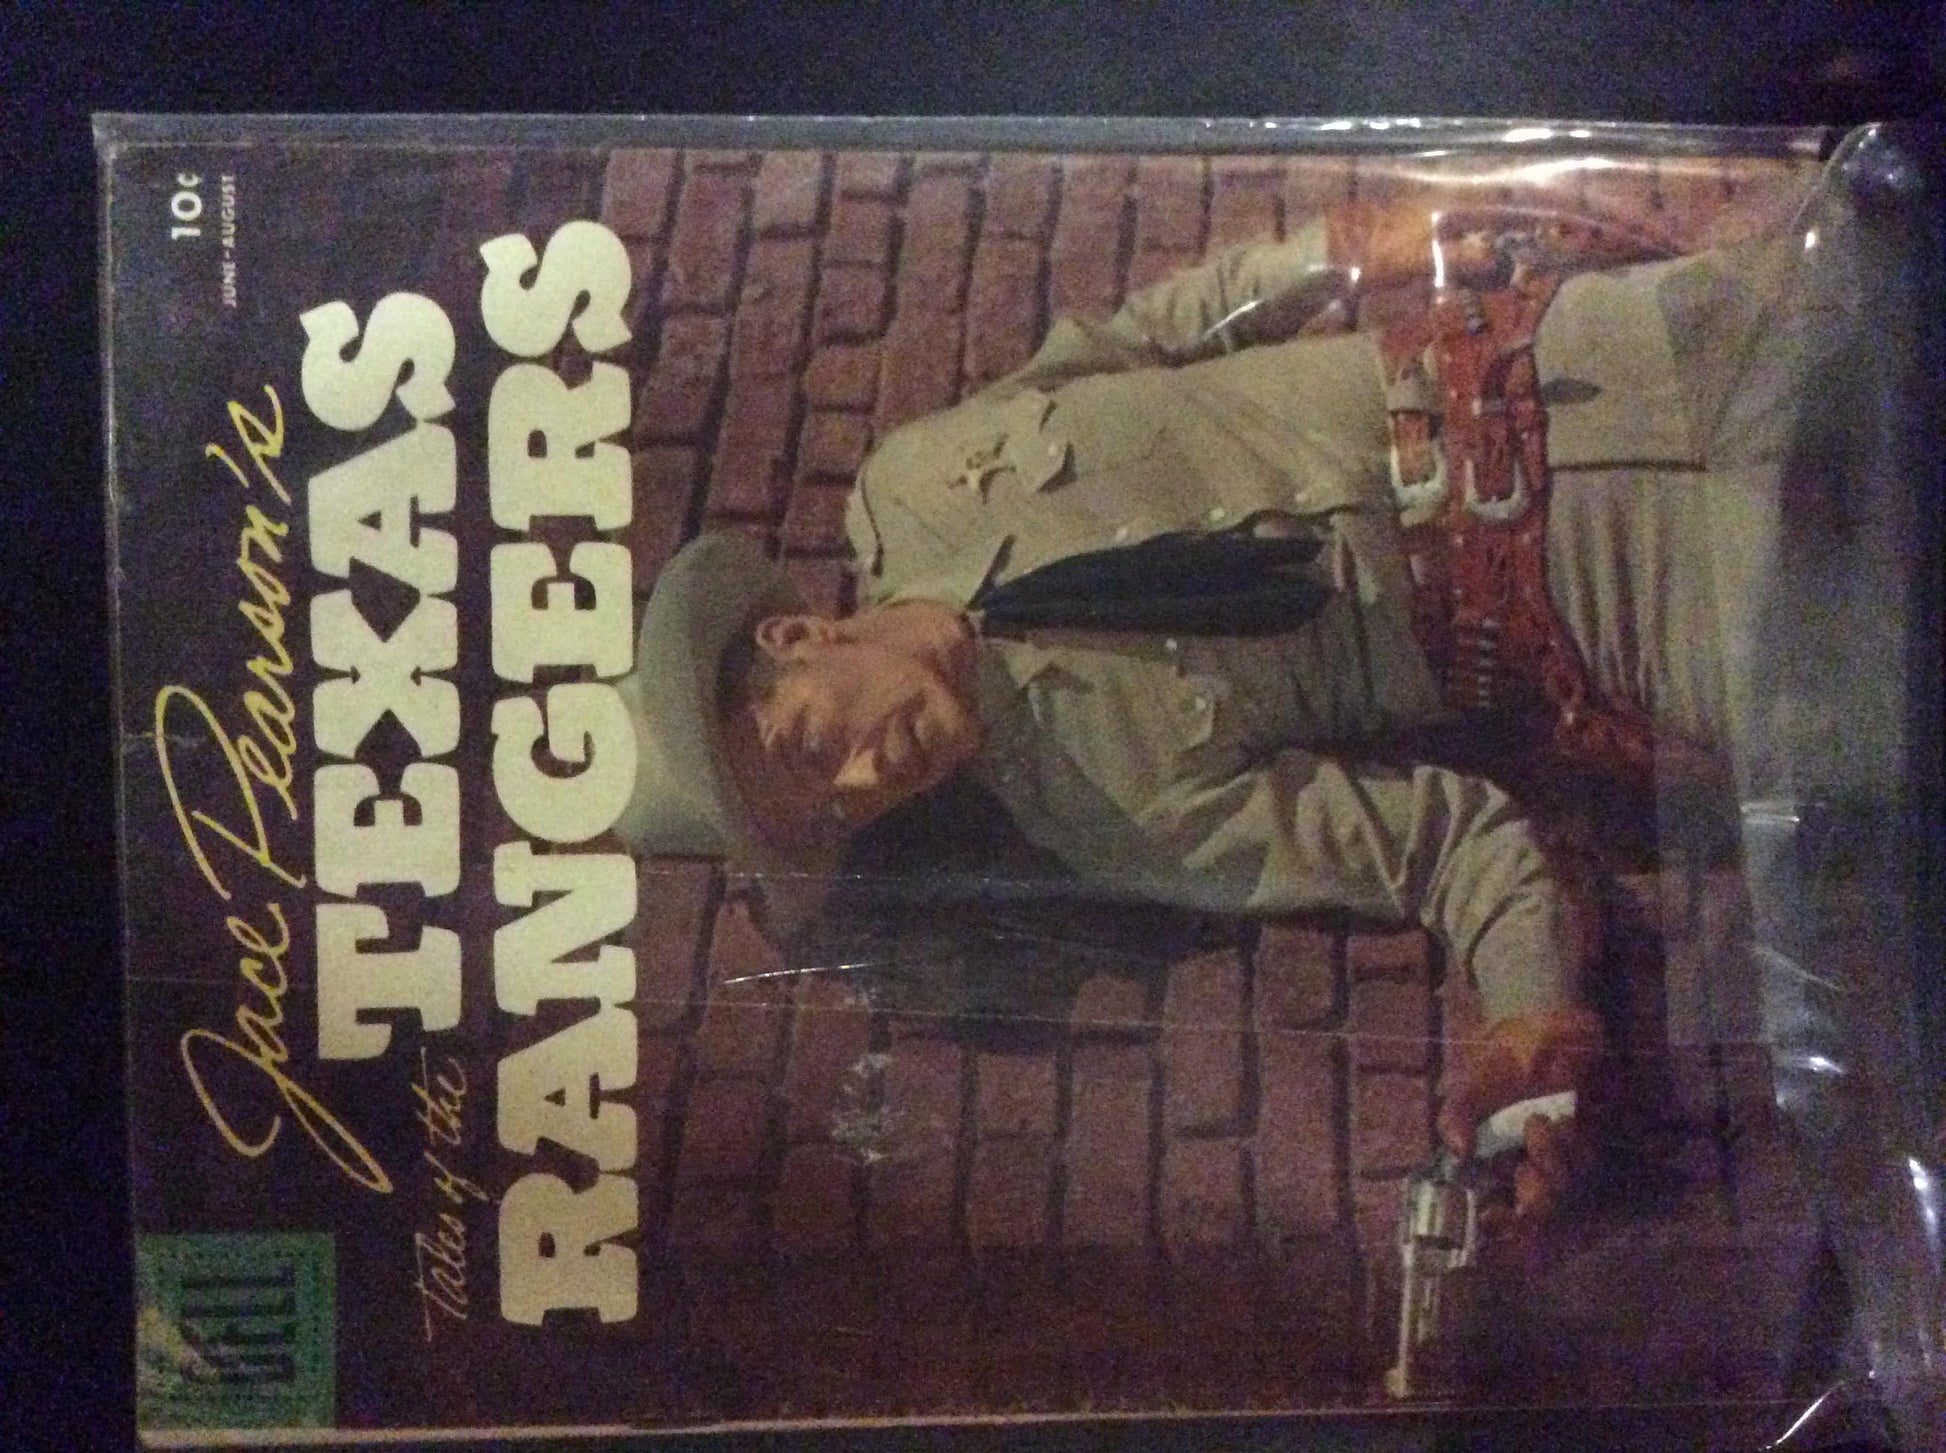 DELL
10¢
JUNE-AUGUST
Jace Pearson's
Tales of the
TEXAS
RANGERS